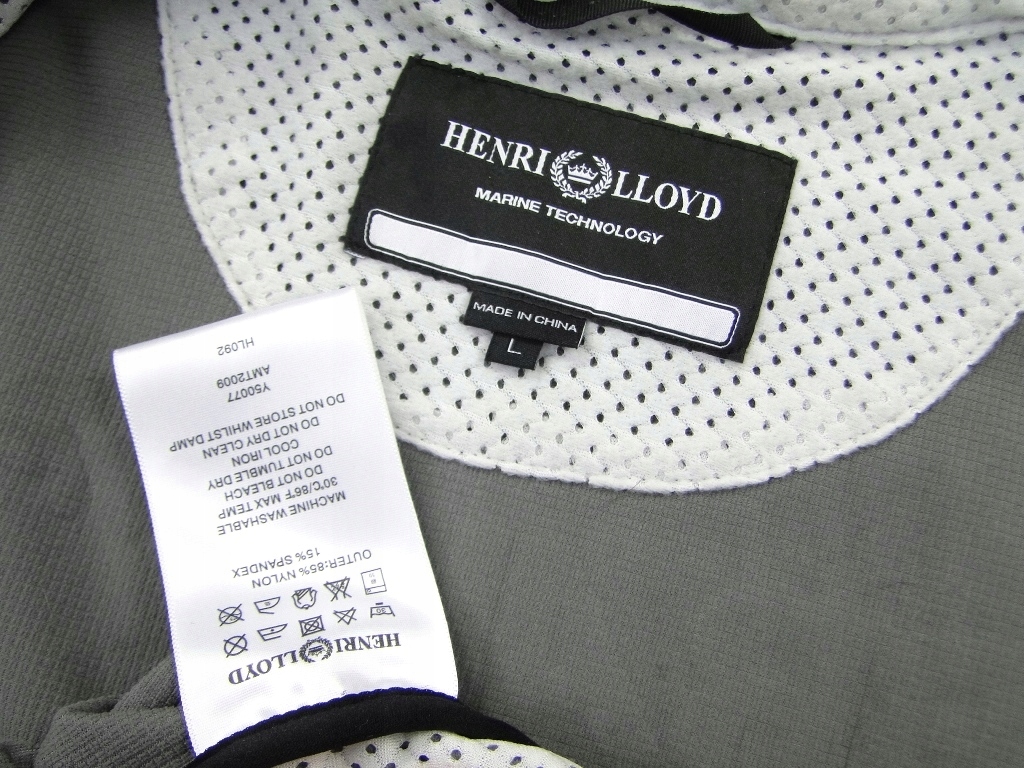 HENRI LLOYD
MARINE TECHNOLOGY
MADE IN CHINA
L
HENRI LLOYD
OUTER:85% NYLON
15% SPANDEX
MACHINE WASHABLE
30°C/86°F MAX TEMP
DO NOT BLEACH
DO NOT TUMBLE DRY
COOL IRON
DO NOT DRY CLEAN
DO NOT STORE WHILST DAMP
Y50077
AMT2009
HL092